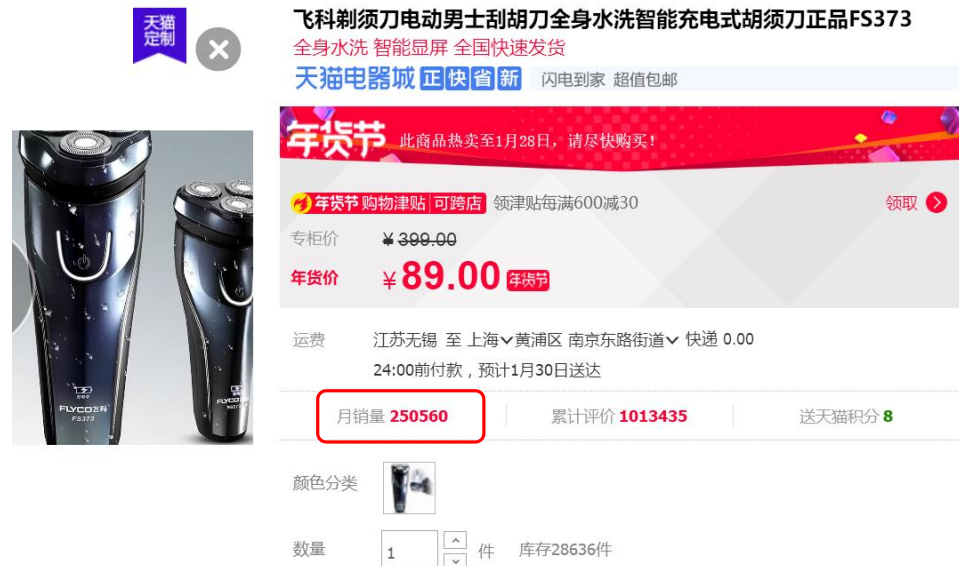 天猫
定制
飞科剃须刀电动男士刮胡刀全身水洗智能充电式胡须刀正品FS373
全身水洗 智能显屏 全国快速发货
天猫电器城 正 快 省 新 闪电到家 超值包邮
年货节 此商品热卖至1月28日，请尽快购买!
年货节 购物津贴 可跨店 领津贴每满600减30 领取
专柜价 ¥399.00
年货价 ¥89.00 年货节
运费 江苏无锡 至 上海 黄浦区 南京东路街道 快递 0.00
24:00前付款，预计1月30日送达
月销量 250560 累计评价 1013435 送天猫积分 8
颜色分类
数量 1 件 库存28636件
FLYCO飞科
FS373
FLYCO